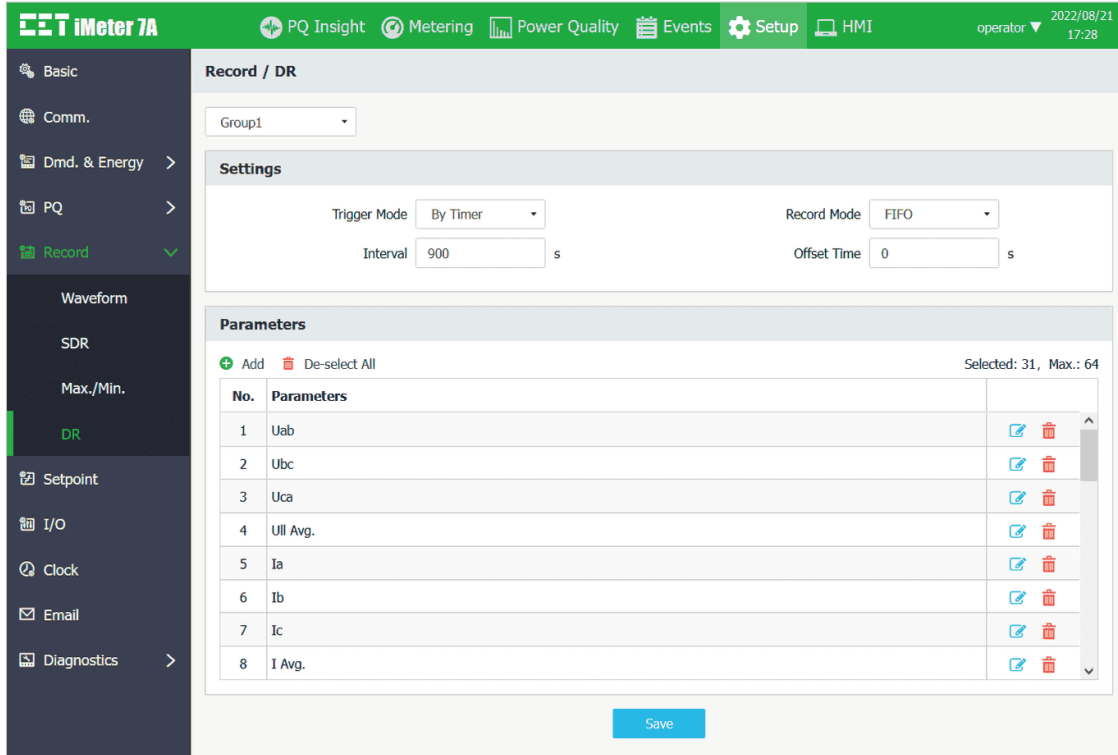 CET iMeter 7A PQ Insight Metering Power Quality Events Setup HMI operator ▼ 2022/08/21
17:28
Basic
Comm.
Dmd. & Energy
PQ
Record
Waveform
SDR
Max./Min.
DR
Setpoint
I/O
Clock
Email
Diagnostics
Record / DR
Group1
Settings
Trigger Mode By Timer Record Mode FIFO
Interval 900 s Offset Time 0 s
Parameters
Add De-select All Selected: 31, Max.: 64
No. Parameters
1 Uab
2 Ubc
3 Uca
4 Ull Avg.
5 Ia
6 Ib
7 Ic
8 I Avg.
Save